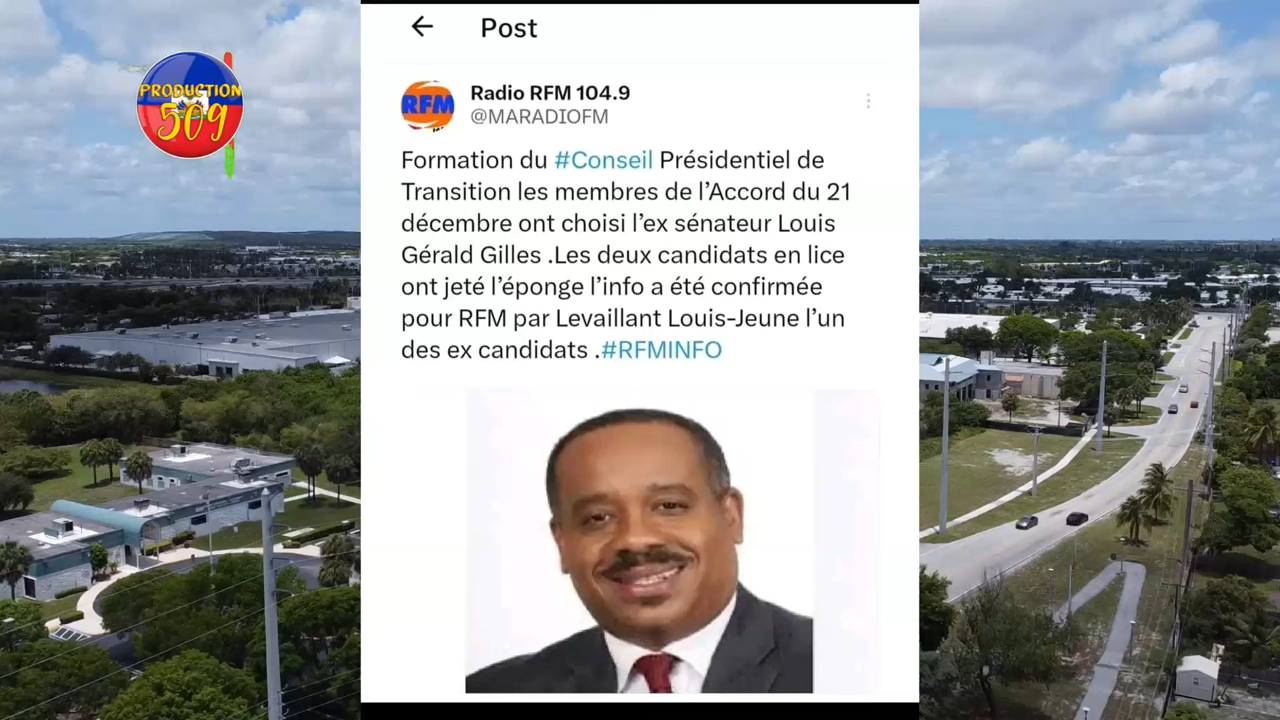 Post
PRODUCTION
509
RFM
Radio RFM 104.9
@MARADIOFM
Formation du #Conseil Présidentiel de
Transition les membres de l’Accord du 21
décembre ont choisi l’ex sénateur Louis
Gérald Gilles .Les deux candidats en lice
ont jeté l’éponge l’info a été confirmée
pour RFM par Levaillant Louis-Jeune l’un
des ex candidats .#RFMINFO